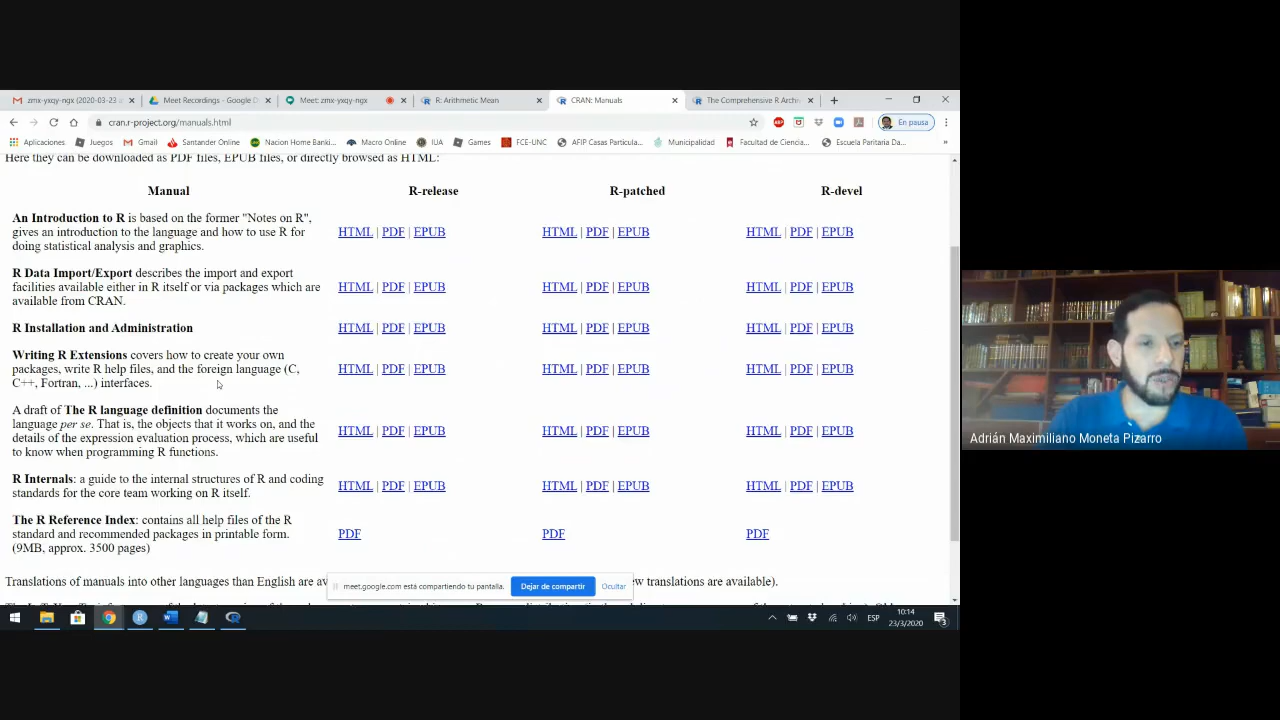 zmx-yxqy-ngx (2020-03-23 a
Meet Recordings - Google D
Meet: zmx-yxqy-ngx
R: Arithmetic Mean
CRAN: Manuals
The Comprehensive R Archi
cran.r-project.org/manuals.html
En pausa
Aplicaciones
Juegos
Gmail
Santander Online
Nacion Home Banki...
Macro Online
IUA
Games
FCE-UNC
AFIP Casas Particula...
Municipalidad
Facultad de Cienci...
Escuela Paritaria Da...
»
Here they can be downloaded as PDF files, EPUB files, or directly browsed as HTML:
Manual R-release R-patched R-devel
An Introduction to R is based on the former "Notes on R",
gives an introduction to the language and how to use R for
doing statistical analysis and graphics.
HTML | PDF | EPUB HTML | PDF | EPUB HTML | PDF | EPUB
R Data Import/Export describes the import and export
facilities available either in R itself or via packages which are
available from CRAN.
HTML | PDF | EPUB HTML | PDF | EPUB HTML | PDF | EPUB
R Installation and Administration HTML | PDF | EPUB HTML | PDF | EPUB HTML | PDF | EPUB
Writing R Extensions covers how to create your own
packages, write R help files, and the foreign language (C,
C++, Fortran, ...) interfaces.
HTML | PDF | EPUB HTML | PDF | EPUB HTML | PDF | EPUB
A draft of The R language definition documents the
language per se. That is, the objects that it works on, and the
details of the expression evaluation process, which are useful
to know when programming R functions.
HTML | PDF | EPUB HTML | PDF | EPUB HTML | PDF | EPUB
R Internals: a guide to the internal structures of R and coding
standards for the core team working on R itself.
HTML | PDF | EPUB HTML | PDF | EPUB HTML | PDF | EPUB
The R Reference Index: contains all help files of the R
standard and recommended packages in printable form.
(9MB, approx. 3500 pages)
PDF PDF PDF
Translations of manuals into other languages than English are av
ew translations are available).
meet.google.com está compartiendo tu pantalla.
Dejar de compartir
Ocultar
ESP
10:14
23/3/2020
3
Adrián Maximiliano Moneta Pizarro